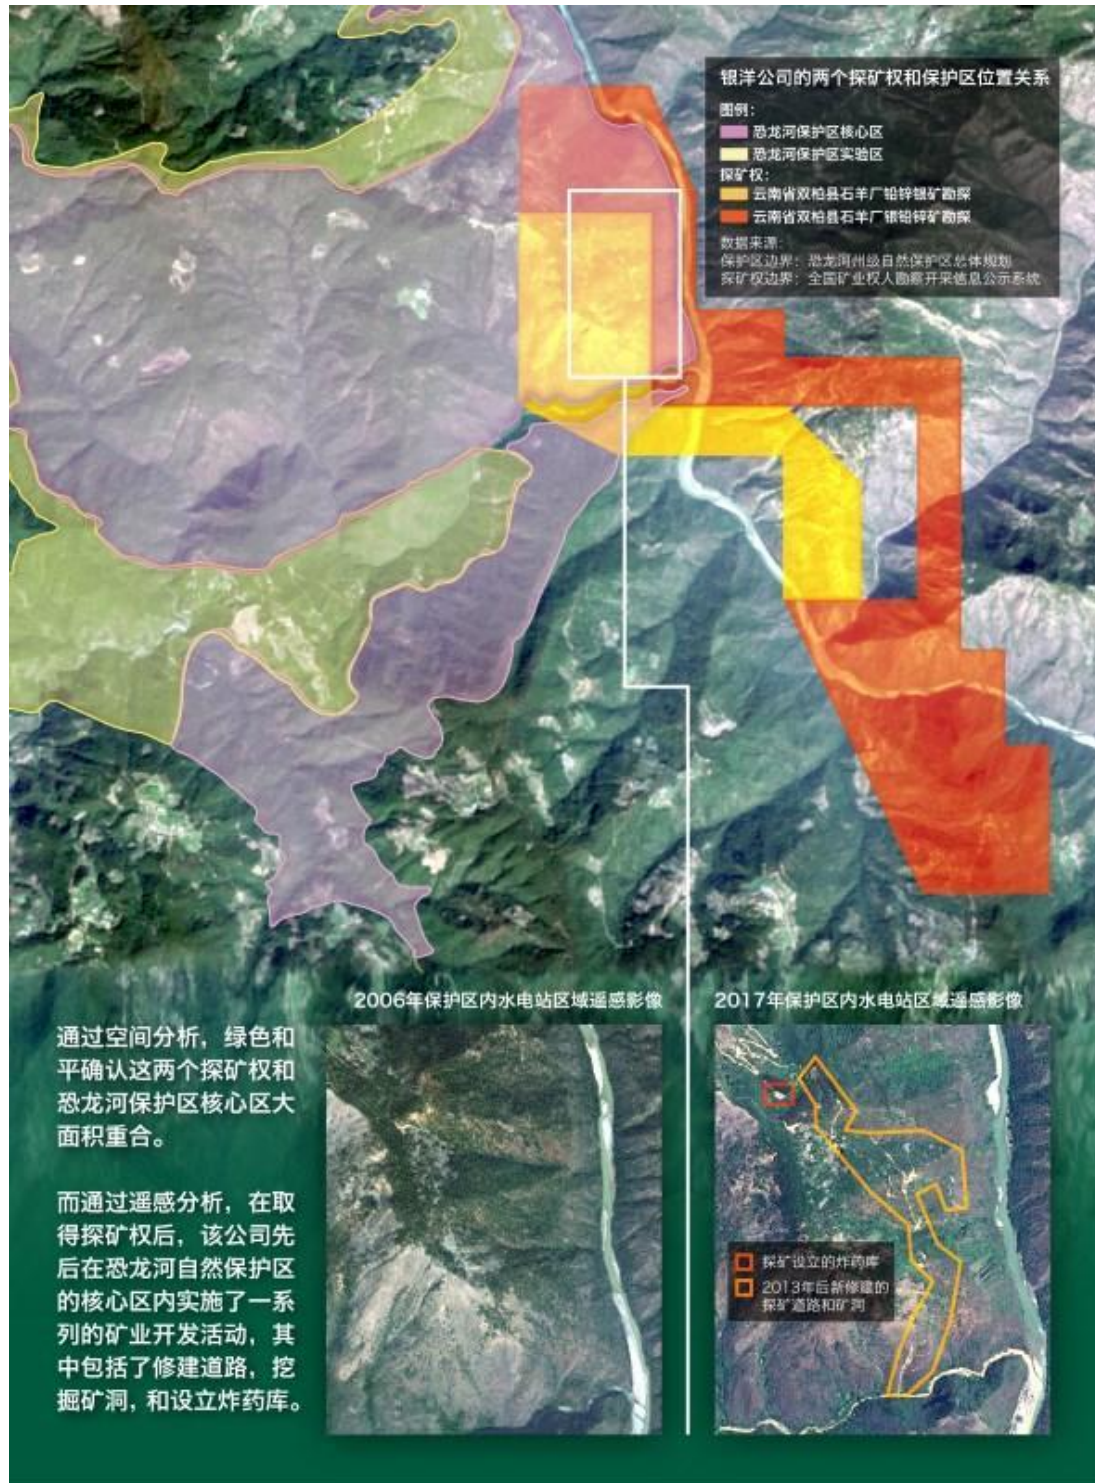 银洋公司的两个探矿权和保护区位置关系
图例：
恐龙河保护区核心区
恐龙河保护区实验区
探矿权：
云南省双柏县石羊厂铅锌银矿勘探
云南省双柏县石羊厂银铅锌矿勘探
数据来源：
保护区边界：恐龙河州级自然保护区总体规划
探矿权边界：全国矿业权人勘察开采信息公示系统
通过空间分析，绿色和
平确认这两个探矿权和
恐龙河保护区核心区大
面积重合。
而通过遥感分析，在取
得探矿权后，该公司先
后在恐龙河自然保护区
的核心区内实施了一系
列的矿业开发活动，其
中包括了修建道路，挖
掘矿洞，和设立炸药库。
2006年保护区内水电站区域遥感影像
2017年保护区内水电站区域遥感影像
探矿设立的炸药库
2013年后新修建的
探矿道路和矿洞